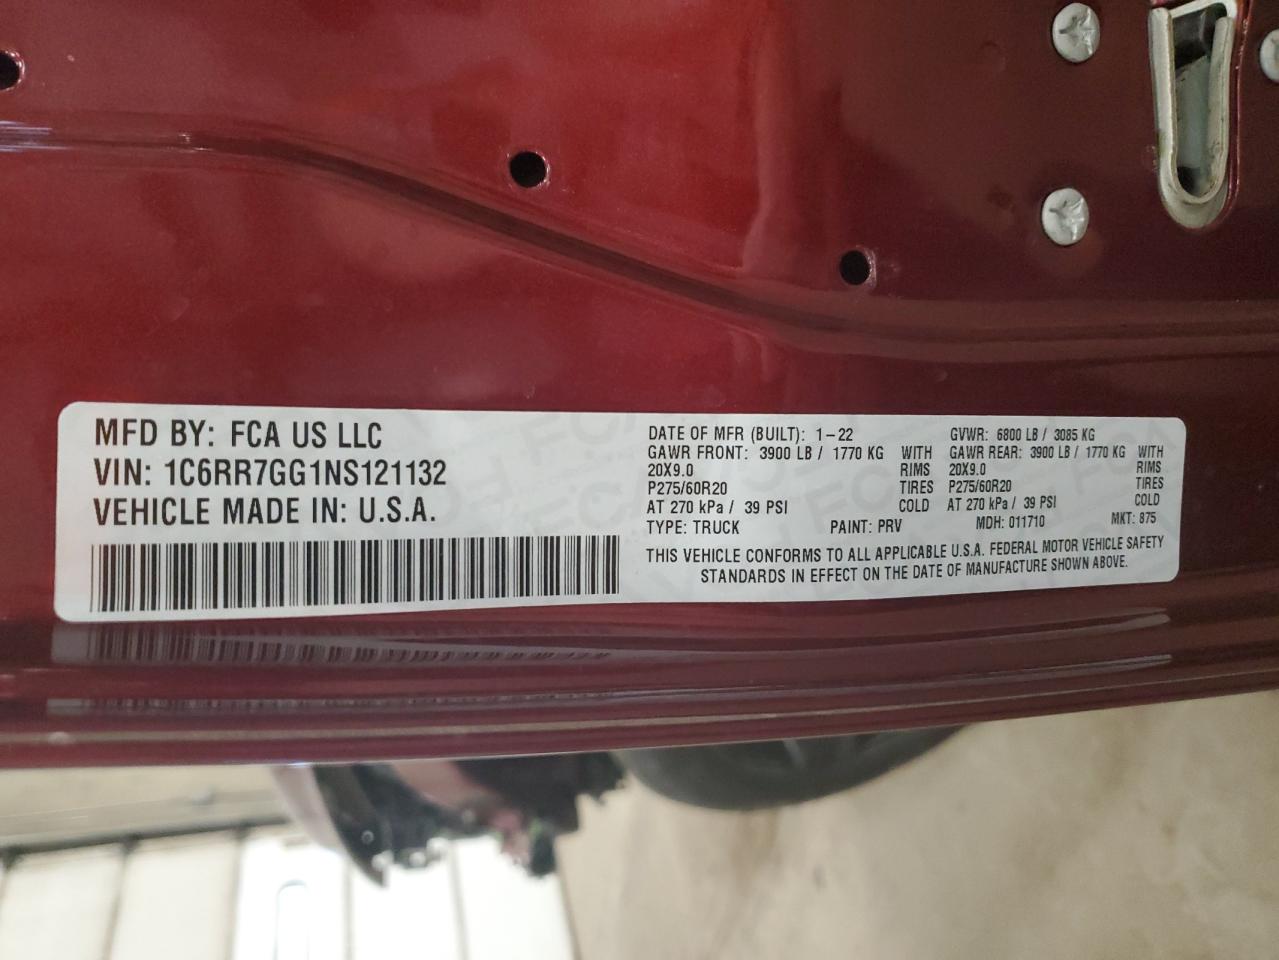 MFD BY: FCA US LLC
VIN: 1C6RR7GG1NS121132
VEHICLE MADE IN: U.S.A.
DATE OF MFR (BUILT): 1-22 GVWR: 6800 LB / 3085 KG
GAWR FRONT: 3900 LB / 1770 KG WITH GAWR REAR: 3900 LB / 1770 KG WITH
20X9.0 RIMS 20X9.0 RIMS
P275/60R20 TIRES P275/60R20 TIRES
AT 270 kPa / 39 PSI COLD AT 270 kPa / 39 PSI COLD
TYPE: TRUCK PAINT: PRV MDH: 011710 MKT: 875
THIS VEHICLE CONFORMS TO ALL APPLICABLE U.S.A. FEDERAL MOTOR VEHICLE SAFETY
STANDARDS IN EFFECT ON THE DATE OF MANUFACTURE SHOWN ABOVE.